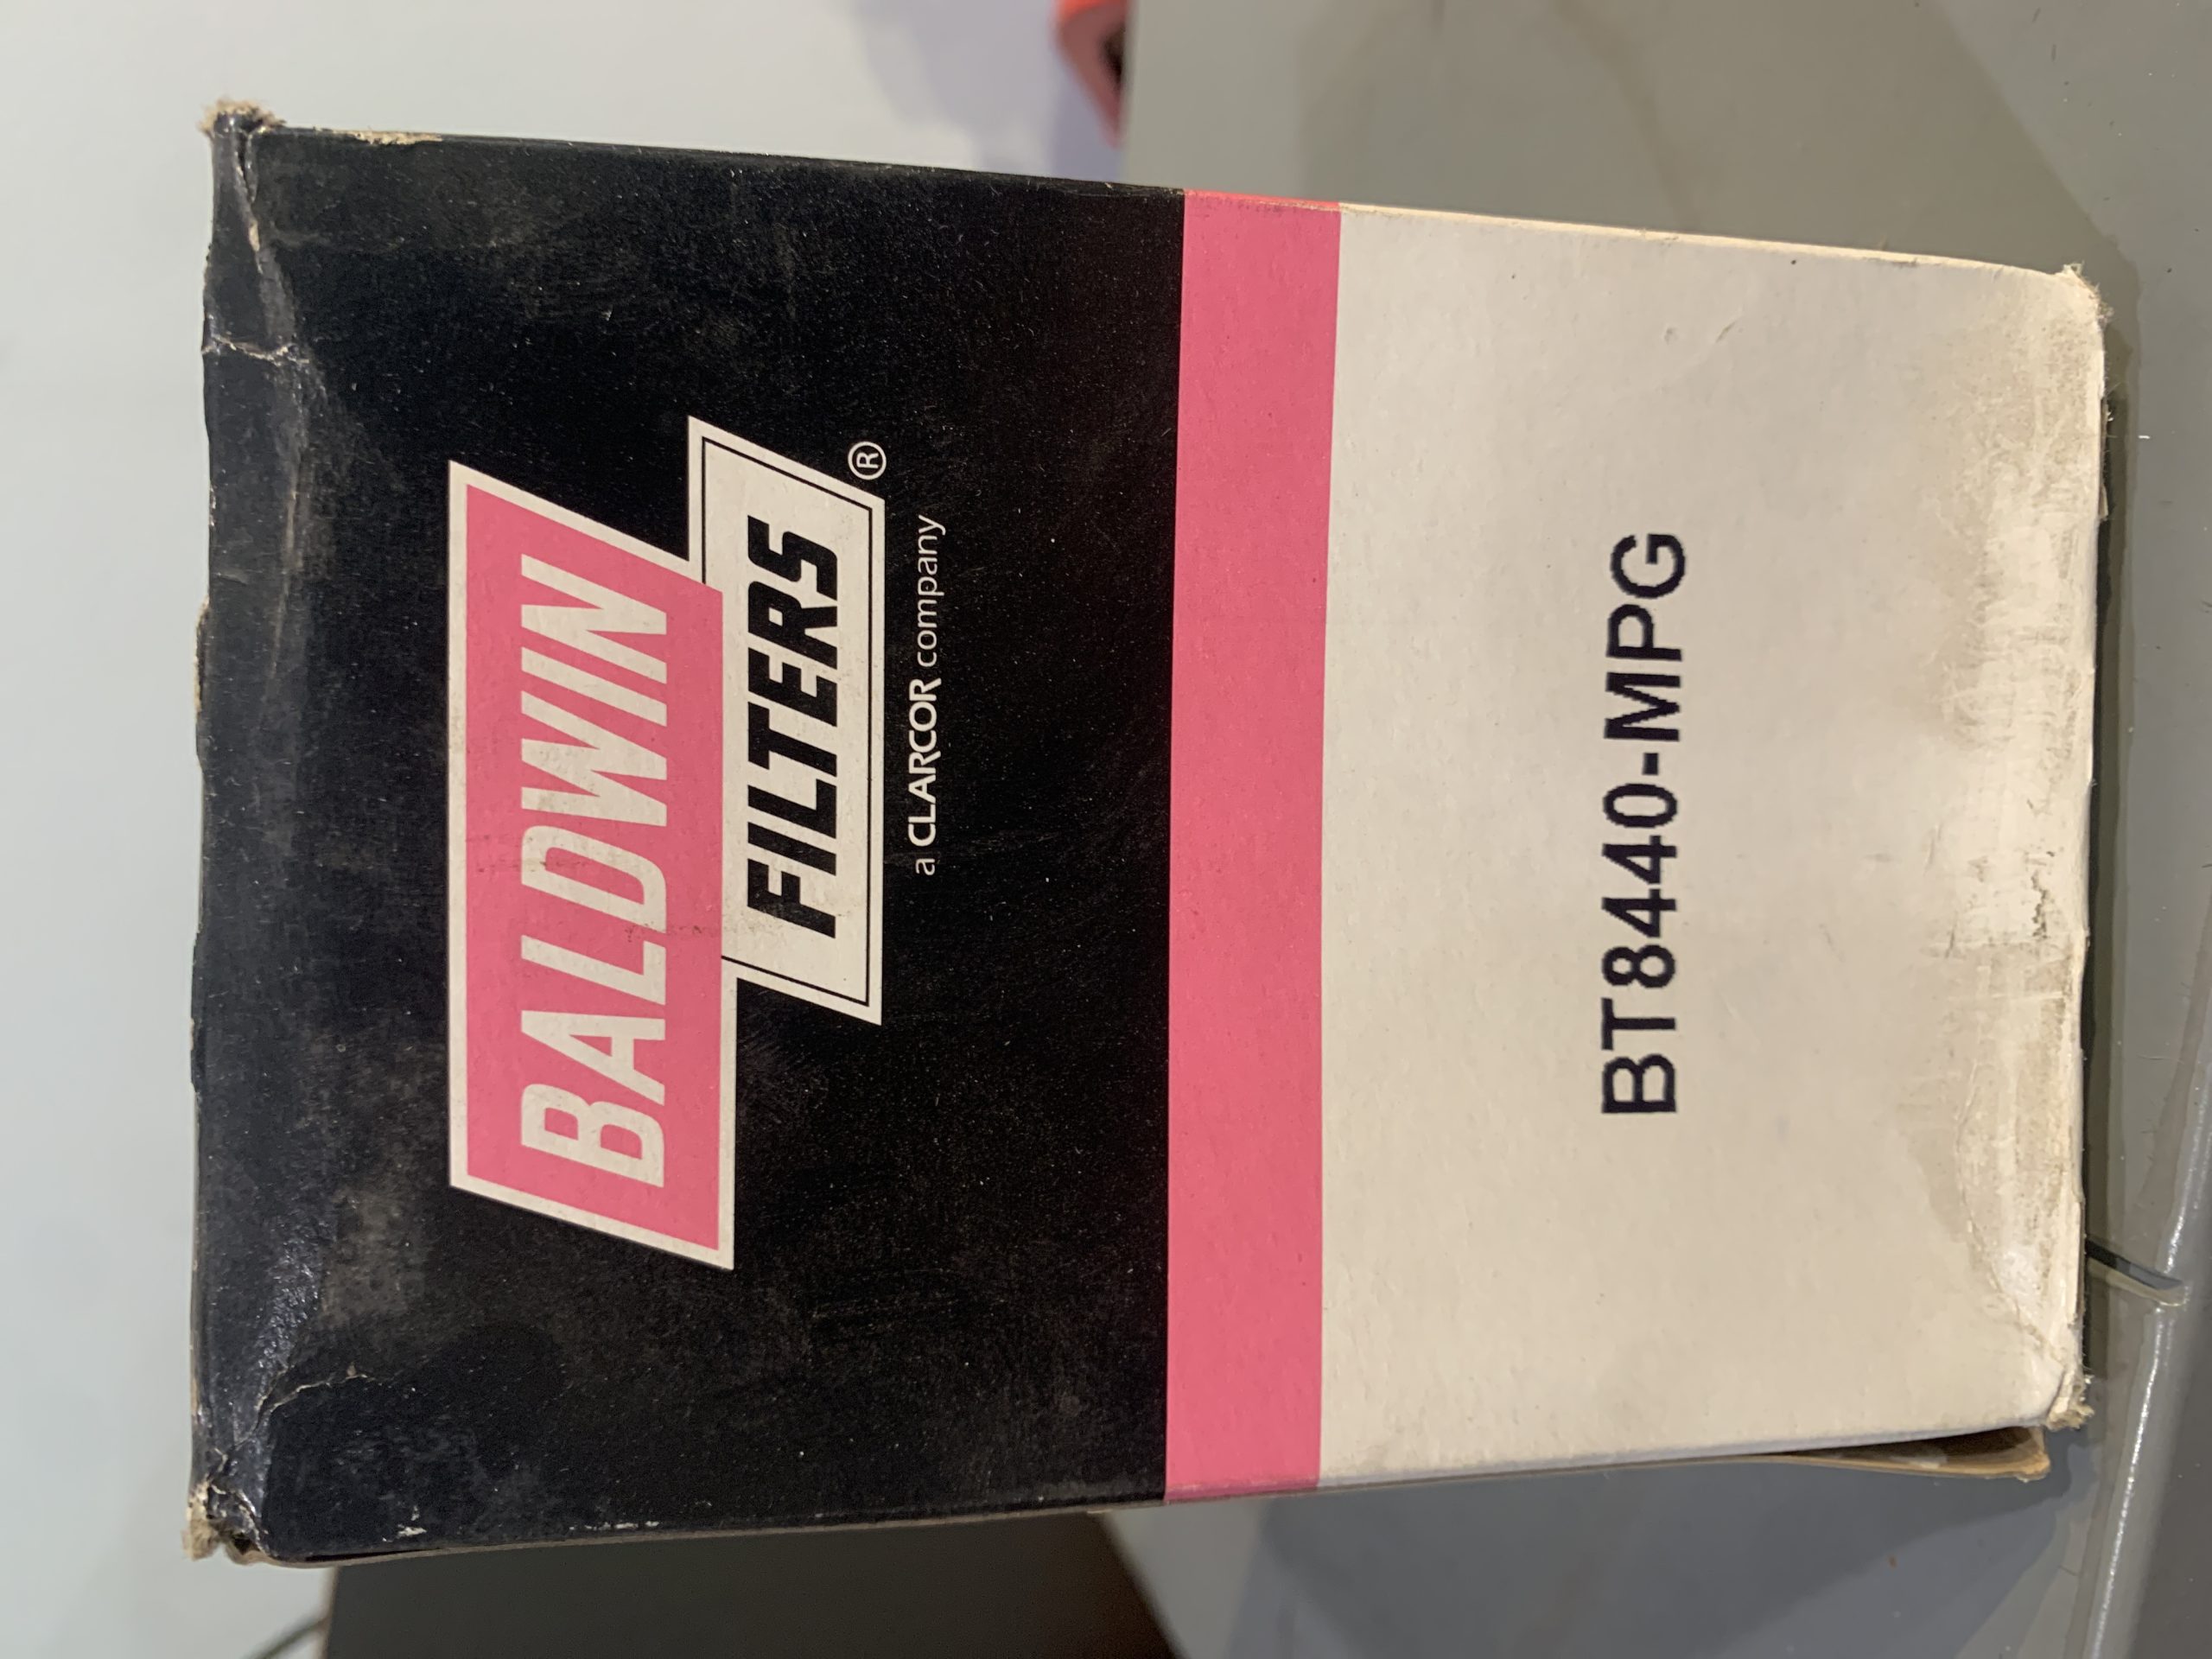 BALDWIN
FILTERS®
a CLARCOR company
BT8440-MPG